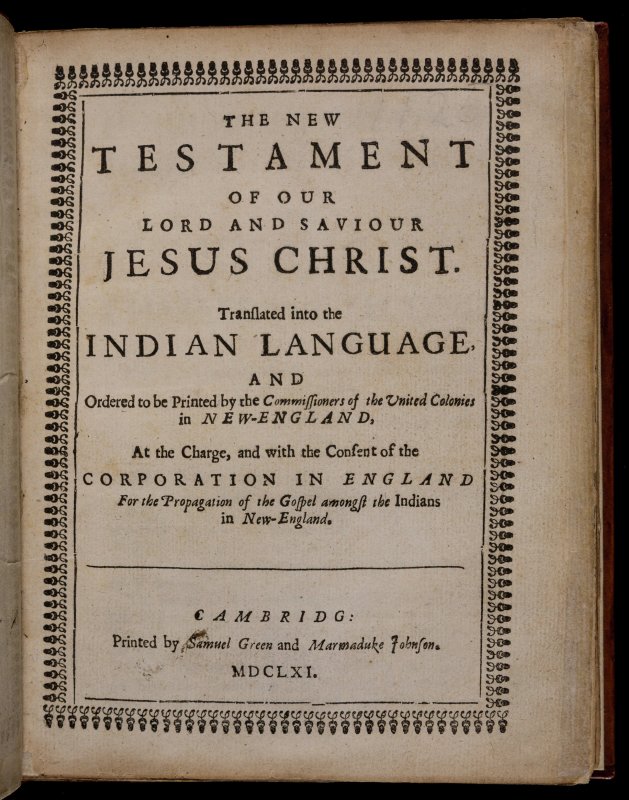 THE NEW
TESTAMENT
OF OUR
LORD AND SAVIOUR
JESUS CHRIST.
Tranſlated into the
INDIAN LANGUAGE,
AND
Ordered to be Printed by the Commiſſioners of the United Colonies
in NEW-ENGLAND,
At the Charge, and with the Conſent of the
CORPORATION IN ENGLAND
For the Propagation of the Goſpel amongſt the Indians
in New-England.
CAMBRIDG:
Printed by Samuel Green and Marmaduke Johnſon.
MDCLXI.